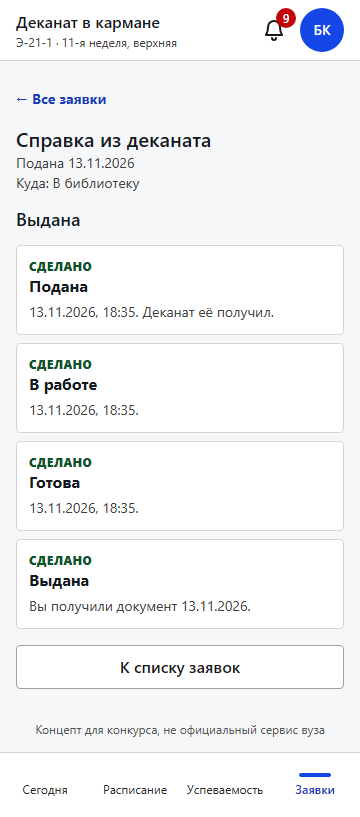 Деканат в кармане
Э-21-1 · 11-я неделя, верхняя
9
БК
← Все заявки
Справка из деканата
Подана 13.11.2026
Куда: В библиотеку
Выдана
СДЕЛАНО
Подана
13.11.2026, 18:35. Деканат её получил.
СДЕЛАНО
В работе
13.11.2026, 18:35.
СДЕЛАНО
Готова
13.11.2026, 18:35.
СДЕЛАНО
Выдана
Вы получили документ 13.11.2026.
К списку заявок
Концепт для конкурса, не официальный сервис вуза
Сегодня Расписание Успеваемость Заявки